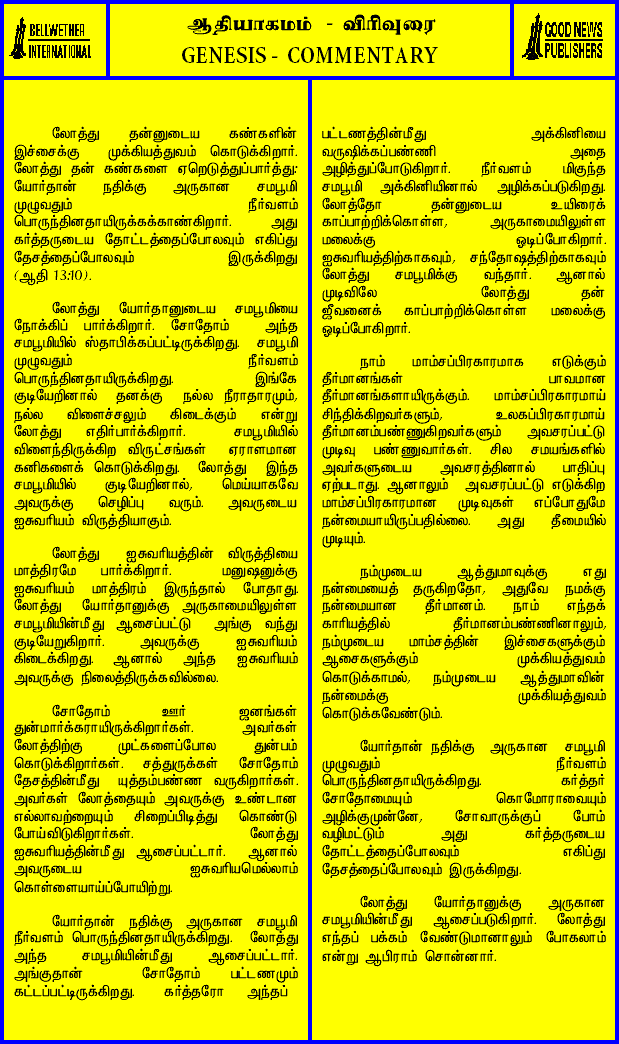 BELLWETHER
INTERNATIONAL
ஆதியாகமம் - விரிவுரை
GENESIS - COMMENTARY
GOOD NEWS
PUBLISHERS
லோத்து தன்னுடைய கண்களின்
இச்சைக்கு முக்கியத்துவம் கொடுக்கிறார்.
லோத்து தன் கண்களை ஏறெடுத்துப்பார்த்து:
யோர்தான் நதிக்கு அருகான சமபூமி
முழுவதும் நீர்வளம்
பொருந்தினதாயிருக்கக்காண்கிறார். அது
கர்த்தருடைய தோட்டத்தைப்போலவும் எகிப்து
தேசத்தைப்போலவும் இருக்கிறது
(ஆதி 13:10).
லோத்து யோர்தானுடைய சமபூமியை
நோக்கிப் பார்க்கிறார். சோதோம் அந்த
சமபூமியில் ஸ்தாபிக்கப்பட்டிருக்கிறது. சமபூமி
முழுவதும் நீர்வளம்
பொருந்தினதாயிருக்கிறது. இங்கே
குடியேறினால் தனக்கு நல்ல நீராதாரமும்,
நல்ல விளைச்சலும் கிடைக்கும் என்று
லோத்து எதிர்பார்க்கிறார். சமபூமியில்
விளைந்திருக்கிற விருட்சங்கள் ஏராளமான
கனிகளைக் கொடுக்கிறது. லோத்து இந்த
சமபூமியில் குடியேறினால், மெய்யாகவே
அவருக்கு செழிப்பு வரும். அவருடைய
ஐசுவரியம் விருத்தியாகும்.
லோத்து ஐசுவரியத்தின் விருத்தியை
மாத்திரமே பார்க்கிறார். மனுஷனுக்கு
ஐசுவரியம் மாத்திரம் இருந்தால் போதாது.
லோத்து யோர்தானுக்கு அருகாமையிலுள்ள
சமபூமியின்மீது ஆசைப்பட்டு அங்கு வந்து
குடியேறுகிறார். அவருக்கு ஐசுவரியம்
கிடைக்கிறது. ஆனால் அந்த ஐசுவரியம்
அவருக்கு நிலைத்திருக்கவில்லை.
சோதோம் ஊர் ஜனங்கள்
துன்மார்க்கராயிருக்கிறார்கள். அவர்கள்
லோத்திற்கு முட்களைப்போல துன்பம்
கொடுக்கிறார்கள். சத்துருக்கள் சோதோம்
தேசத்தின்மீது யுத்தம்பண்ண வருகிறார்கள்.
அவர்கள் லோத்தையும் அவருக்கு உண்டான
எல்லாவற்றையும் சிறைப்பிடித்து கொண்டு
போய்விடுகிறார்கள். லோத்து
ஐசுவரியத்தின்மீது ஆசைப்பட்டார். ஆனால்
அவருடைய ஐசுவரியமெல்லாம்
கொள்ளையாய்ப்போயிற்று.
யோர்தான் நதிக்கு அருகான சமபூமி
நீர்வளம் பொருந்தினதாயிருக்கிறது. லோத்து
அந்த சமபூமியின்மீது ஆசைப்பட்டார்.
அங்குதான் சோதோம் பட்டணமும்
கட்டப்பட்டிருக்கிறது. கர்த்தரோ அந்தப்
பட்டணத்தின்மீது அக்கினியை
வருஷிக்கப்பண்ணி அதை
அழித்துப்போடுகிறார். நீர்வளம் மிகுந்த
சமபூமி அக்கினியினால் அழிக்கப்படுகிறது.
லோத்தோ தன்னுடைய உயிரைக்
காப்பாற்றிக்கொள்ள, அருகாமையிலுள்ள
மலைக்கு ஓடிப்போகிறார்.
ஐசுவரியத்திற்காகவும், சந்தோஷத்திற்காகவும்
லோத்து சமபூமிக்கு வந்தார். ஆனால்
முடிவிலே லோத்து தன்
ஜீவனைக் காப்பாற்றிக்கொள்ள மலைக்கு
ஓடிப்போகிறார்.
நாம் மாம்சப்பிரகாரமாக எடுக்கும்
தீர்மானங்கள் பாவமான
தீர்மானங்களாயிருக்கும். மாம்சப்பிரகாரமாய்
சிந்திக்கிறவர்களும், உலகப்பிரகாரமாய்
தீர்மானம்பண்ணுகிறவர்களும் அவசரப்பட்டு
முடிவு பண்ணுவார்கள். சில சமயங்களில்
அவர்களுடைய அவசரத்தினால் பாதிப்பு
ஏற்படாது. ஆனாலும் அவசரப்பட்டு எடுக்கிற
மாம்சப்பிரகாரமான முடிவுகள் எப்போதுமே
நன்மையாயிருப்பதில்லை. அது தீமையில்
முடியும்.
நம்முடைய ஆத்துமாவுக்கு எது
நன்மையைத் தருகிறதோ, அதுவே நமக்கு
நன்மையான தீர்மானம். நாம் எந்தக்
காரியத்தில் தீர்மானம்பண்ணினாலும்,
நம்முடைய மாம்சத்தின் இச்சைகளுக்கும்
ஆசைகளுக்கும் முக்கியத்துவம்
கொடுக்காமல், நம்முடைய ஆத்துமாவின்
நன்மைக்கு முக்கியத்துவம்
கொடுக்கவேண்டும்.
யோர்தான் நதிக்கு அருகான சமபூமி
முழுவதும் நீர்வளம்
பொருந்தினதாயிருக்கிறது. கர்த்தர்
சோதோமையும் கொமோராவையும்
அழிக்குமுன்னே, சோவாருக்குப் போம்
வழிமட்டும் அது கர்த்தருடைய
தோட்டத்தைப்போலவும் எகிப்து
தேசத்தைப்போலவும் இருக்கிறது.
லோத்து யோர்தானுக்கு அருகான
சமபூமியின்மீது ஆசைப்படுகிறார். லோத்து
எந்தப் பக்கம் வேண்டுமானாலும் போகலாம்
என்று ஆபிராம் சொன்னார்.